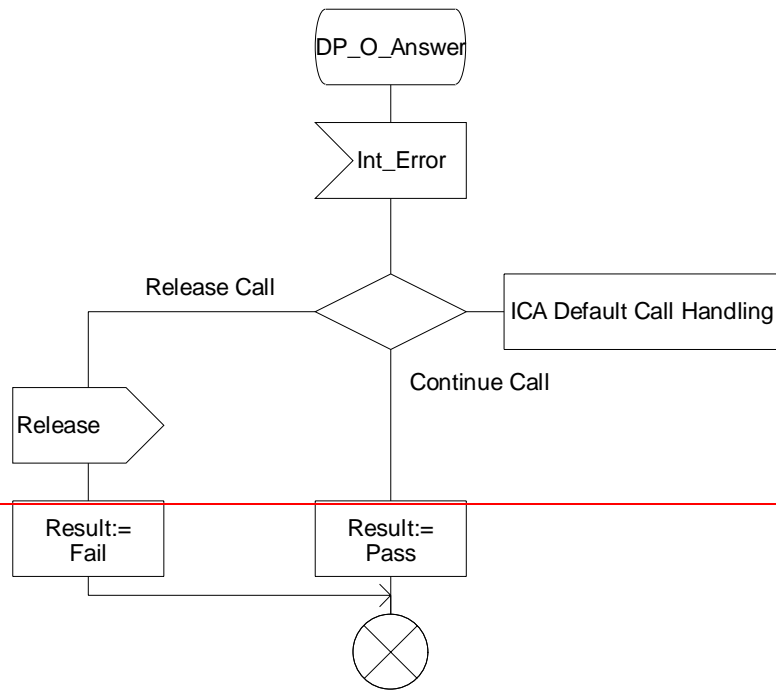 DP_O_Answer
Int_Error
Release Call
ICA Default Call Handling
Continue Call
Release
Result:=
Fail
Result:=
Pass